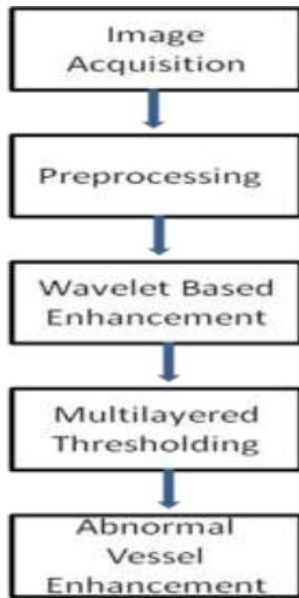 Image
Acquisition
Preprocessing
Wavelet Based
Enhancement
Multilayered
Thresholding
Abnormal
Vessel
Enhancement